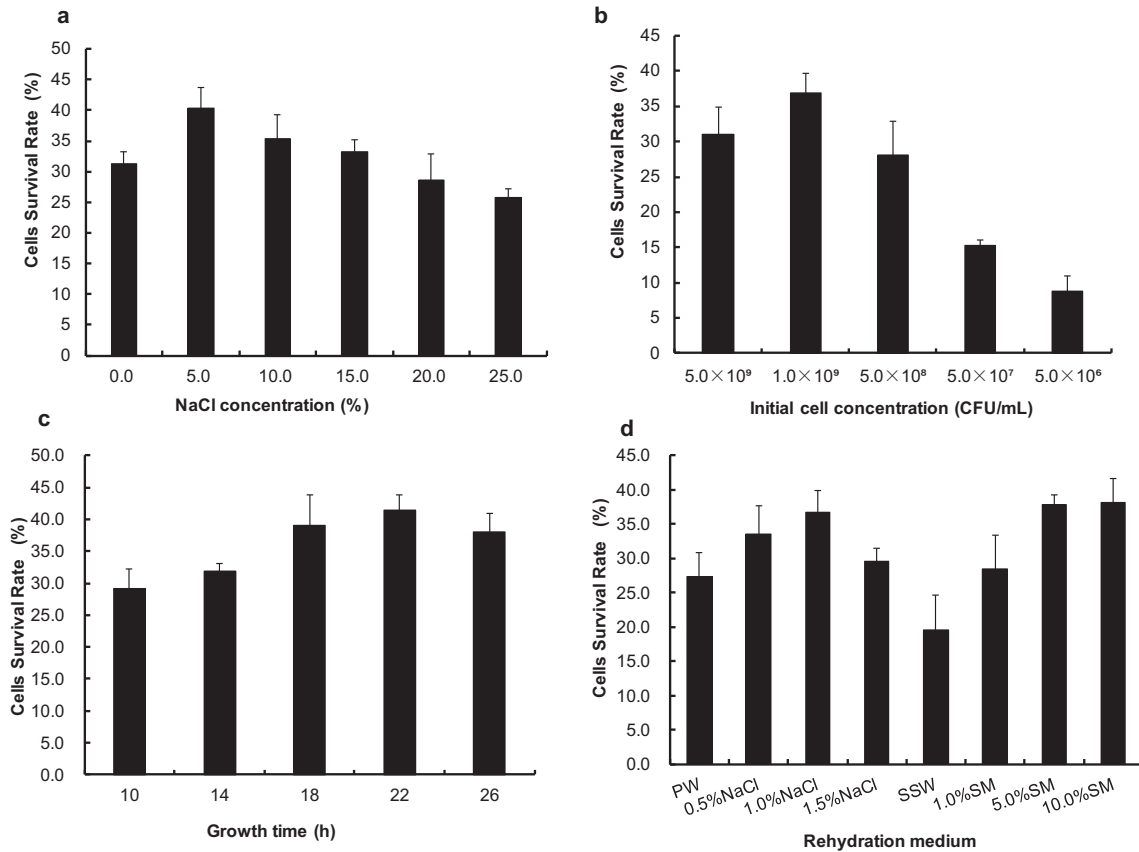 a
50
45
40
35
30
25
20
15
10
5
0
Cells Survival Rate (%)
0.0 5.0 10.0 15.0 20.0 25.0
NaCl concentration (%)
b
45
40
35
30
25
20
15
10
5
0
Cells Survival Rate (%)
5.0×10⁹ 1.0×10⁹ 5.0×10⁸ 5.0×10⁷ 5.0×10⁶
Initial cell concentration (CFU/mL)
c
50.0
45.0
40.0
35.0
30.0
25.0
20.0
15.0
10.0
5.0
0.0
Cells Survival Rate (%)
10 14 18 22 26
Growth time (h)
d
45.0
40.0
35.0
30.0
25.0
20.0
15.0
10.0
5.0
0.0
Cells Survival Rate (%)
PW 0.5%NaCl 1.0%NaCl 1.5%NaCl SSW 1.0%SM 5.0%SM 10.0%SM
Rehydration medium